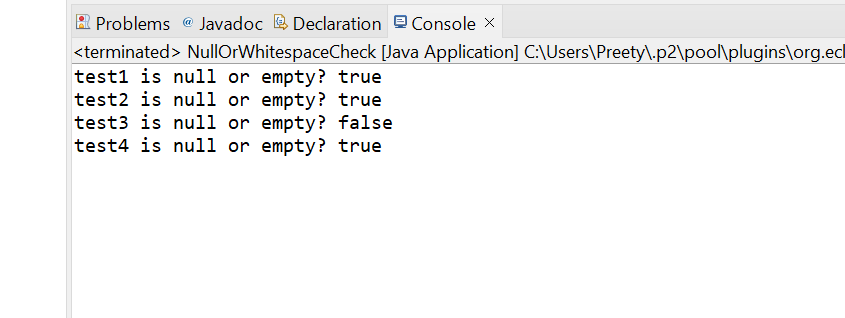 Problems @ Javadoc Declaration Console
<terminated> NullOrWhitespaceCheck [Java Application] C:\Users\Preety\.p2\pool\plugins\org.ecl
test1 is null or empty? true
test2 is null or empty? true
test3 is null or empty? false
test4 is null or empty? true